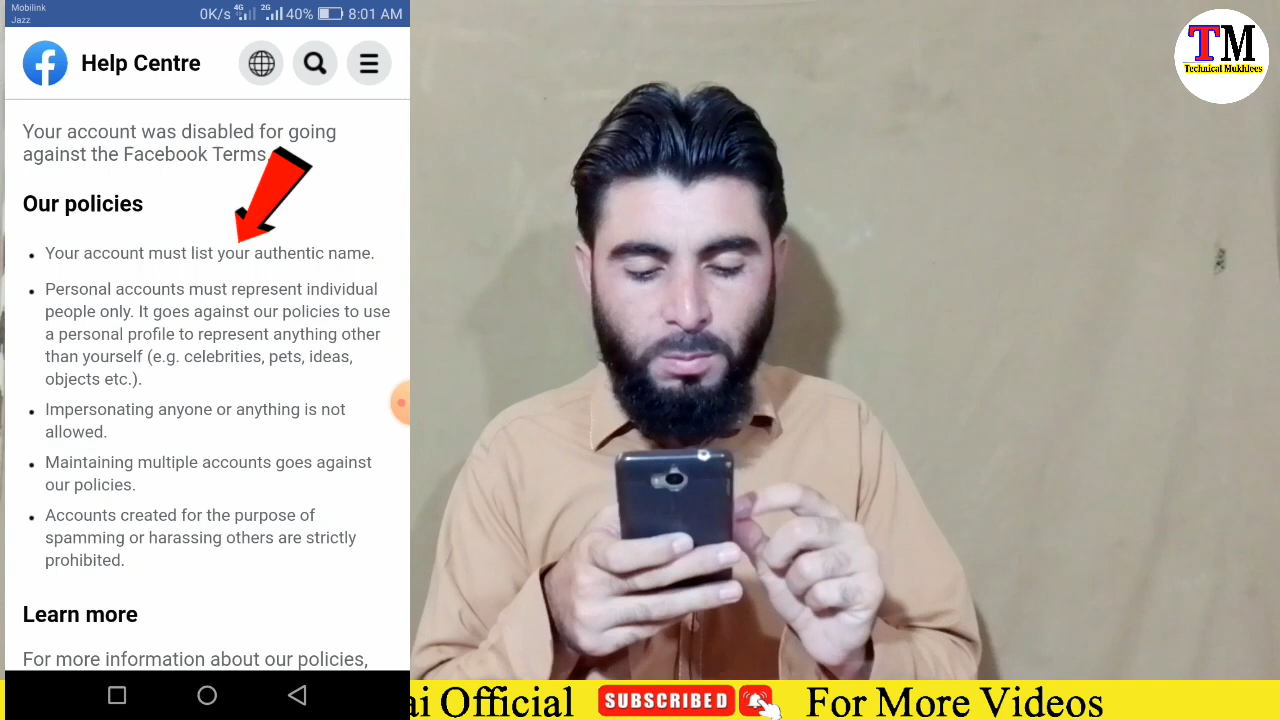 Mobilink
Jazz
0K/s 4G 2G 40% 8:01 AM
Help Centre
Your account was disabled for going
against the Facebook Terms.
Our policies
• Your account must list your authentic name.
• Personal accounts must represent individual
people only. It goes against our policies to use
a personal profile to represent anything other
than yourself (e.g. celebrities, pets, ideas,
objects etc.).
• Impersonating anyone or anything is not
allowed.
• Maintaining multiple accounts goes against
our policies.
• Accounts created for the purpose of
spamming or harassing others are strictly
prohibited.
Learn more
For more information about our policies,
TM
Technical Mukhlees
ai Official SUBSCRIBED For More Videos